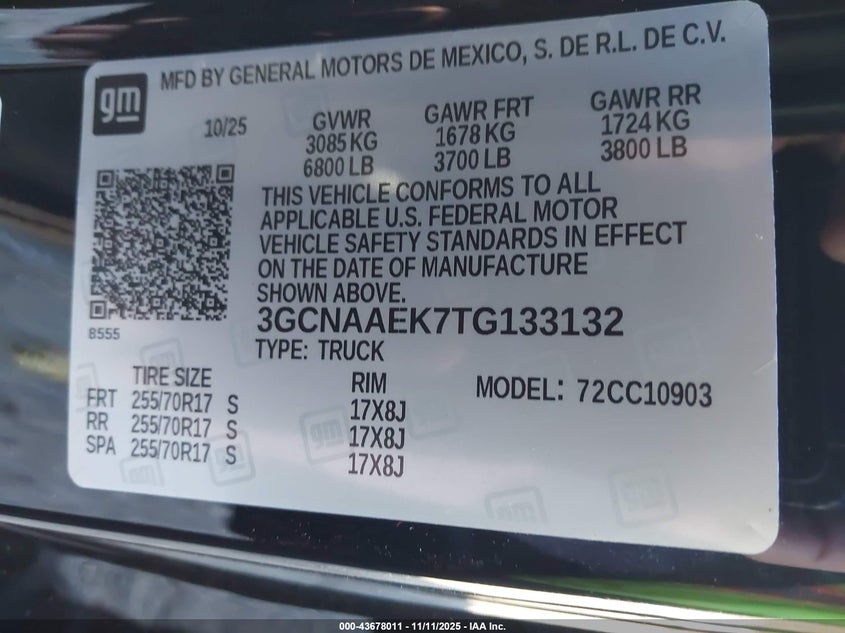 gm
MFD BY GENERAL MOTORS DE MEXICO, S. DE R.L. DE C.V.
10/25
GVWR
3085 KG
6800 LB
GAWR FRT
1678 KG
3700 LB
GAWR RR
1724 KG
3800 LB
THIS VEHICLE CONFORMS TO ALL
APPLICABLE U.S. FEDERAL MOTOR
VEHICLE SAFETY STANDARDS IN EFFECT
ON THE DATE OF MANUFACTURE
SHOWN ABOVE.
8555
3GCNAAEK7TG133132
TYPE: TRUCK
TIRE SIZE RIM MODEL: 72CC10903
FRT 255/70R17 S 17X8J
RR 255/70R17 S 17X8J
SPA 255/70R17 S 17X8J
000-43678011 - 11/11/2025 - IAA Inc.